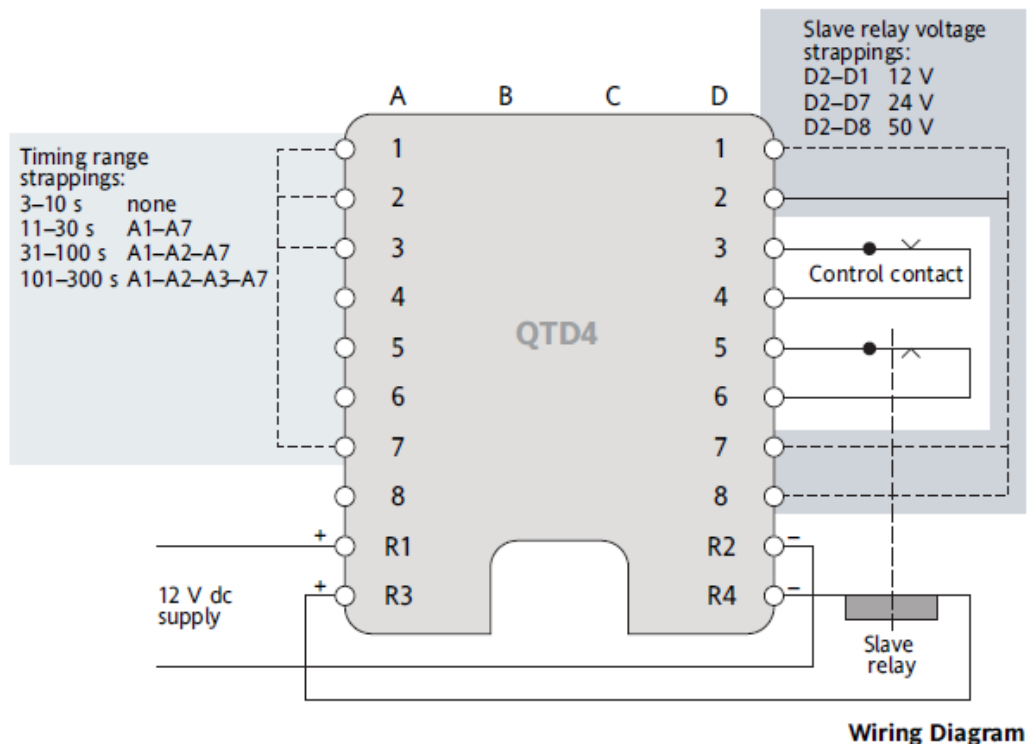 Slave relay voltage
strappings:
D2–D1 12 V
D2–D7 24 V
D2–D8 50 V
A B C D
Timing range
strappings:
3–10 s none
11–30 s A1–A7
31–100 s A1–A2–A7
101–300 s A1–A2–A3–A7
1 1
2 2
3 3
Control contact
4 4
QTD4
5 5
6 6
7 7
8 8
+ R1 R2 –
+ R3 R4 –
12 V dc
supply
Slave
relay
Wiring Diagram